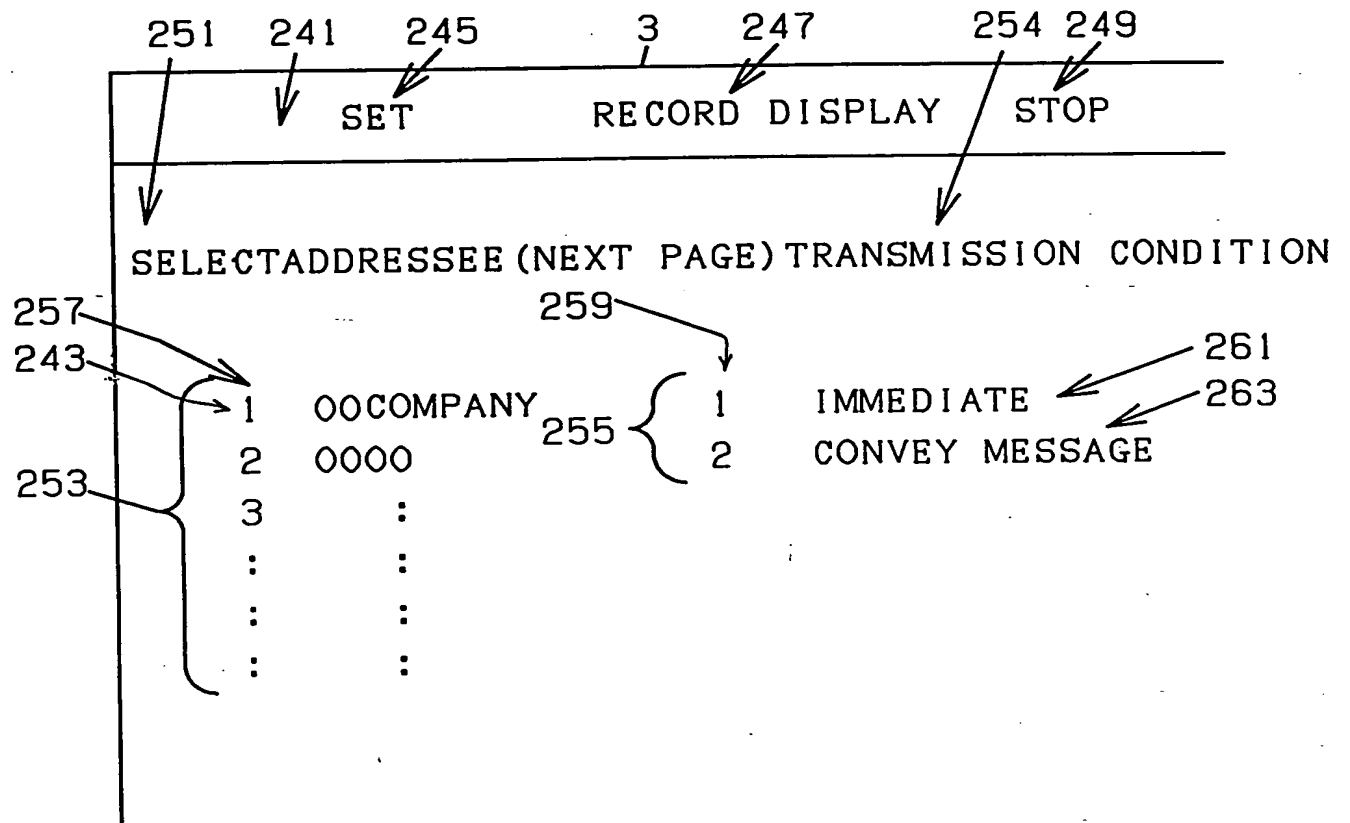 251 241 245 3 247 254 249
SET RECORD DISPLAY STOP
SELECTADDRESSEE (NEXT PAGE) TRANSMISSION CONDITION
257 259
243 261
1 OOCOMPANY 1 IMMEDIATE 263
255
2 OOOO 2 CONVEY MESSAGE
253
3 :
: :
: :
: :